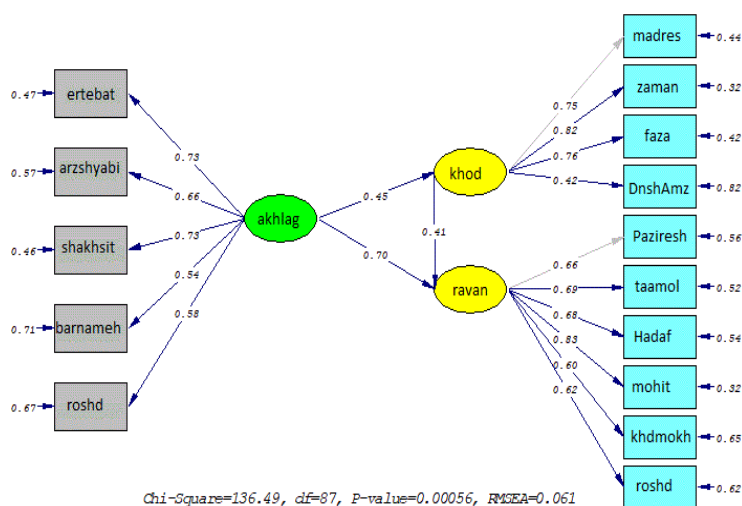 0.47
ertebat
0.57
arzshyabi
0.46
shakhsit
0.71
barnameh
0.67
roshd
0.73
0.66
0.73
0.54
0.58
akhlag
0.45
0.70
khod
0.41
ravan
0.75
0.82
0.76
0.42
0.66
0.69
0.68
0.83
0.60
0.62
madres
0.44
zaman
0.32
faza
0.42
DnshAmz
0.82
Paziresh
0.56
taamol
0.52
Hadaf
0.54
mohit
0.32
khdmokh
0.65
roshd
0.62
Chi-Square=136.49, df=87, P-value=0.00056, RMSEA=0.061